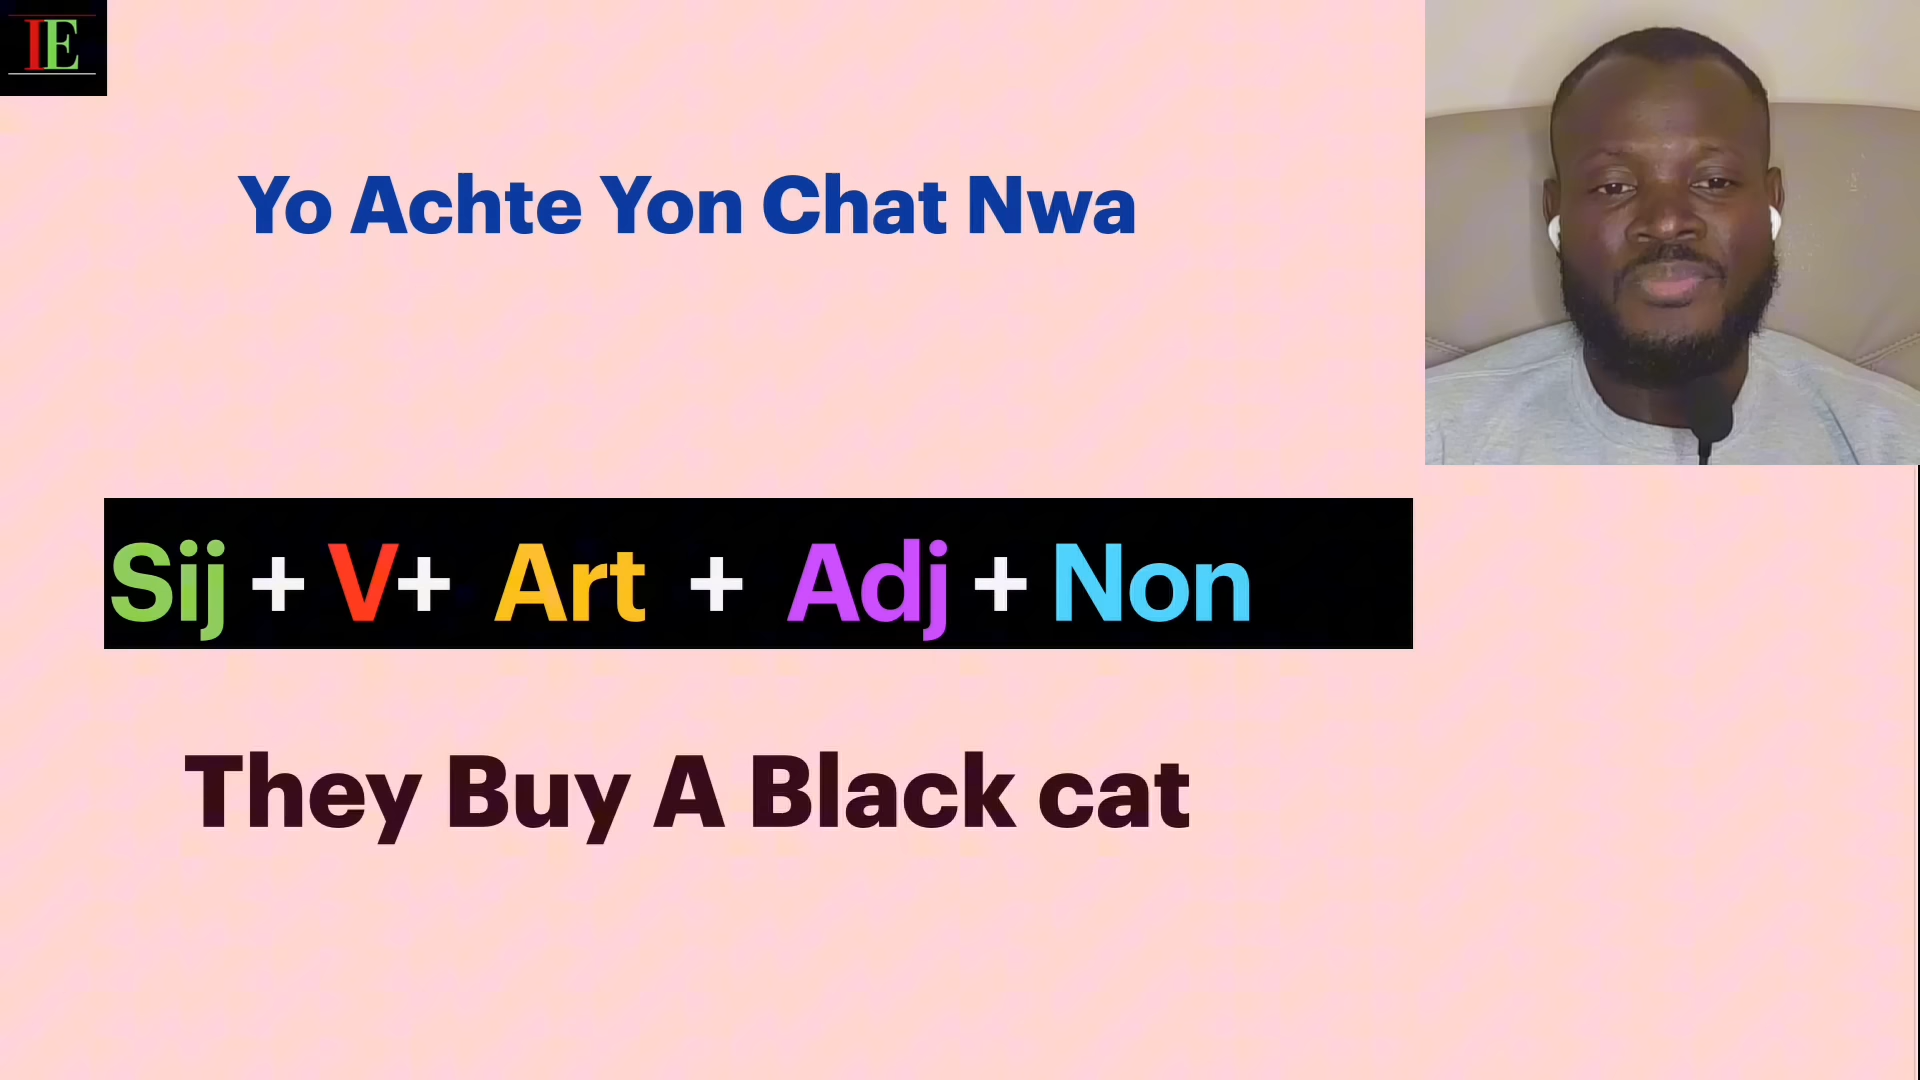 IE
Yo Achte Yon Chat Nwa
Sij + V+ Art + Adj + Non
They Buy A Black cat